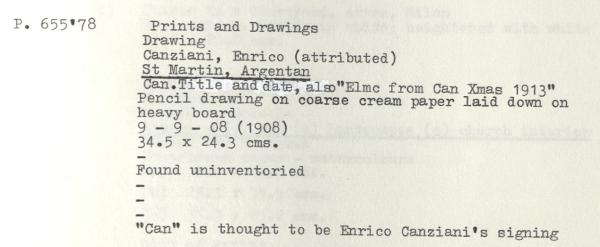 P. 655'78 Prints and Drawings
Drawing
Canziani, Enrico (attributed)
St Martin, Argentan
Can.Title and date, also"Elmc from Can Xmas 1913"
Pencil drawing on coarse cream paper laid down on
heavy board
9 - 9 - 08 (1908)
34.5 x 24.3 cms.
-
Found uninventoried
-
-
-
"Can" is thought to be Enrico Canziani's signing